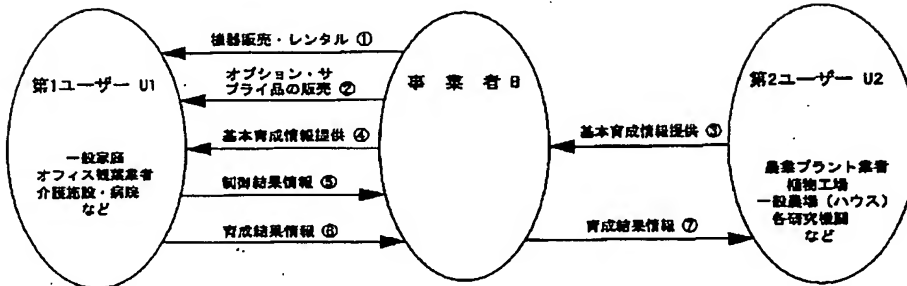 機器販売・レンタル ①
第1ユーザー U1
オプション・サ
プライ品の販売 ②
事 業 者 B
第2ユーザー U2
基本育成情報提供 ④
基本育成情報提供 ③
一般家庭
オフィス観葉業者
介護施設・病院
など
制御結果情報 ⑤
農業プラント業者
植物工場
一般農場（ハウス）
各研究機関
など
育成結果情報 ⑥
育成結果情報 ⑦